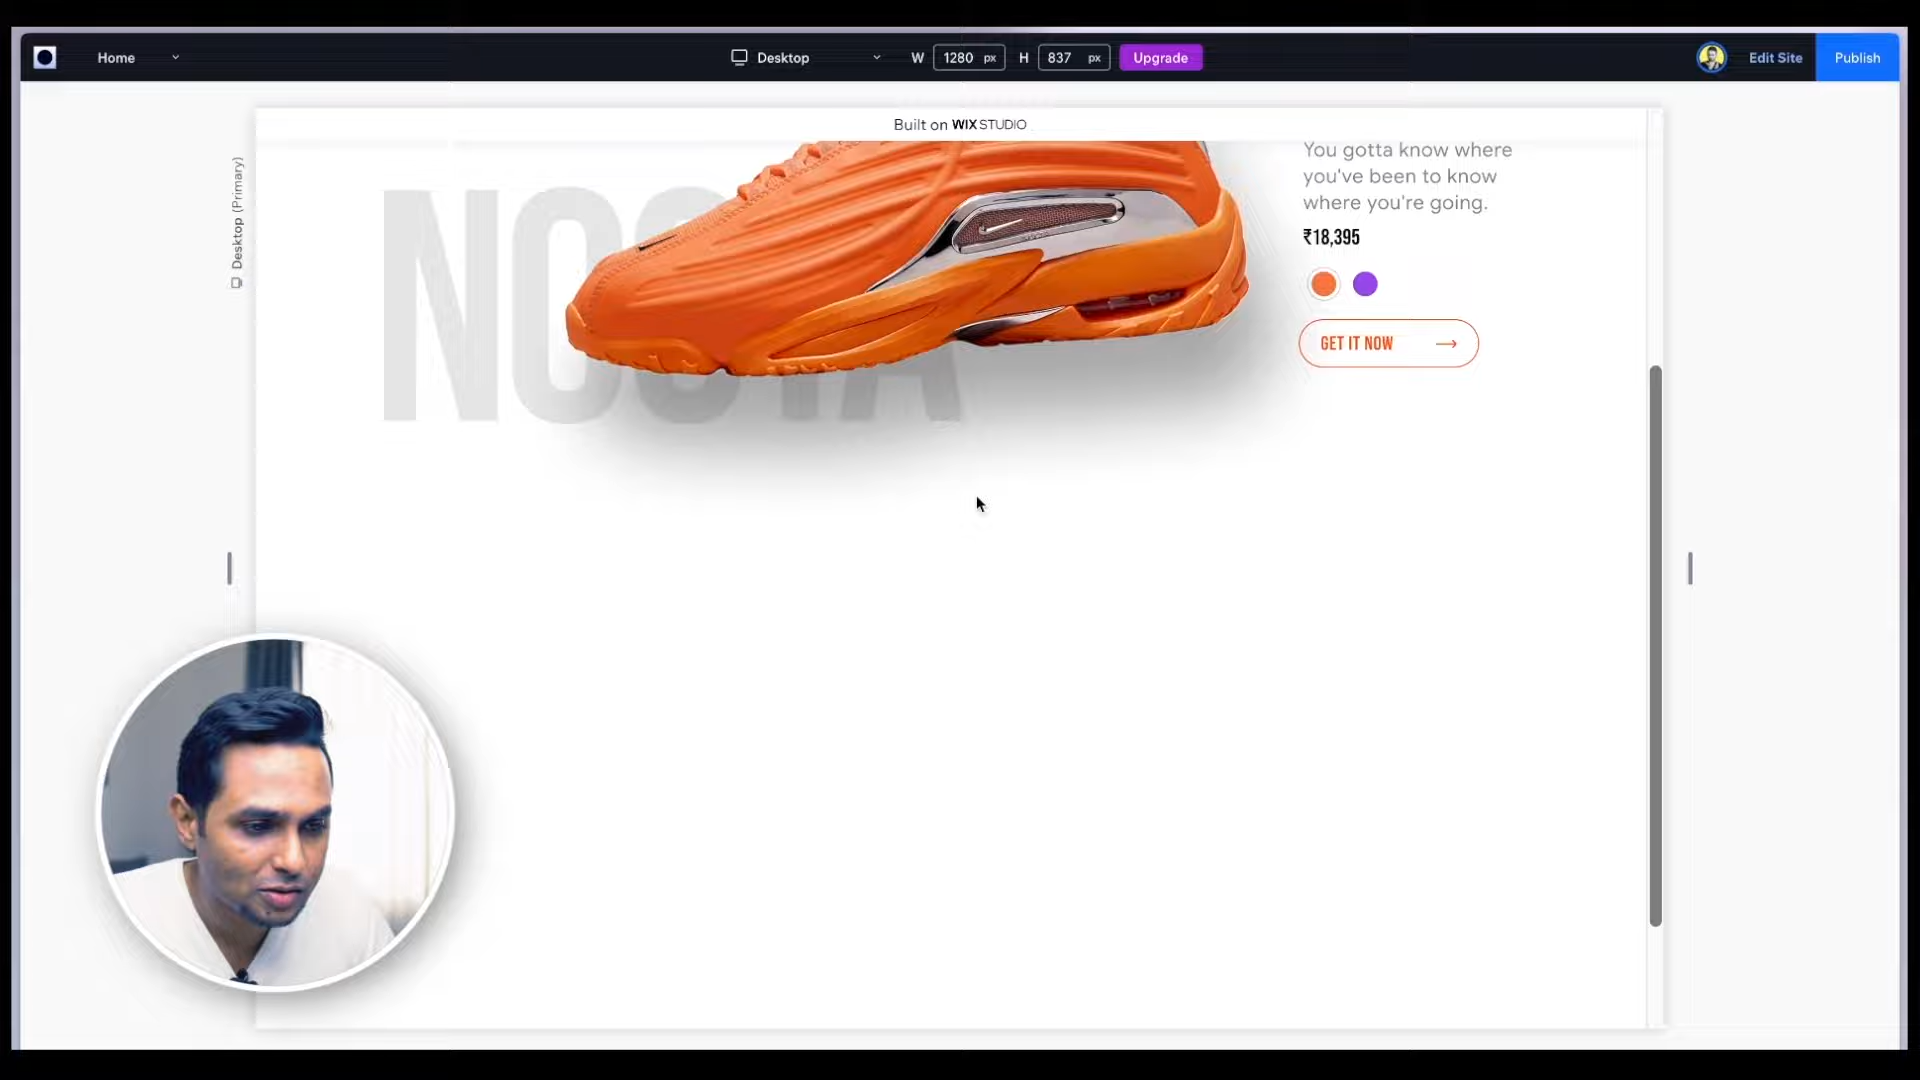 Home
Desktop
W 1280 px H 837 px
Upgrade
Edit Site
Publish
Built on WIX STUDIO
Desktop (Primary)
NOCTA
You gotta know where
you've been to know
where you're going.
₹18,395
GET IT NOW